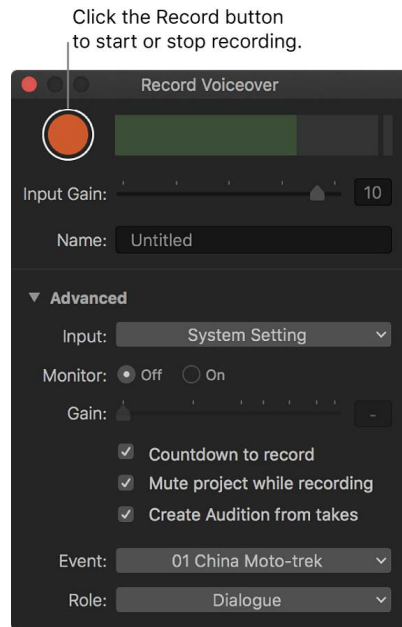 Click the Record button
to start or stop recording.
Record Voiceover
Input Gain: 10
Name: Untitled
Advanced
Input: System Setting
Monitor: Off On
Gain: -
Countdown to record
Mute project while recording
Create Audition from takes
Event: 01 China Moto-trek
Role: Dialogue